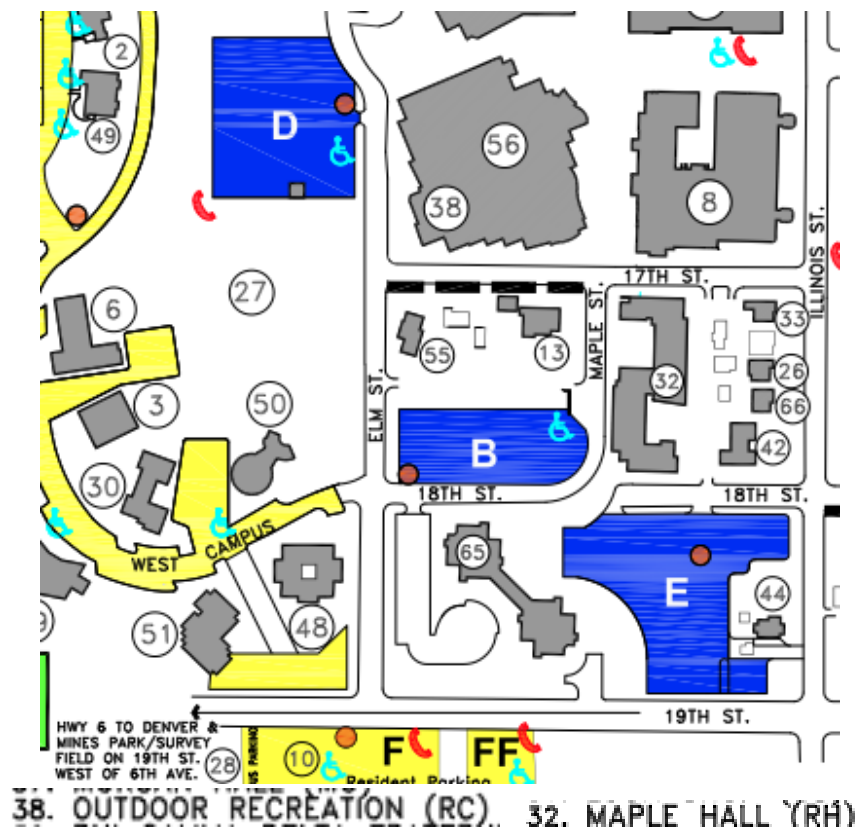 2
49
D
56
38
8
17TH ST.
ILLINOIS ST.
27
6
55
13
MAPLE ST.
33
32
26
66
3
50
ELM ST.
42
B
30
18TH ST.
18TH ST.
WEST CAMPUS
65
E
44
51
48
9
19TH ST.
HWY 6 TO DENVER &
MINES PARK/SURVEY
FIELD ON 19TH ST.
WEST OF 6TH AVE.
28
10
F
FF
Resident Parking
38. OUTDOOR RECREATION (RC)
32. MAPLE HALL (RH)